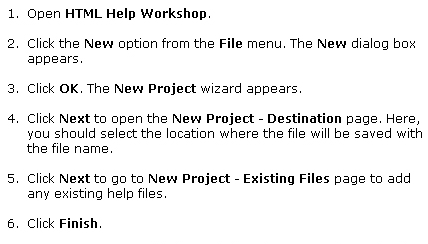 1. Open HTML Help Workshop.
2. Click the New option from the File menu. The New dialog box
appears.
3. Click OK. The New Project wizard appears.
4. Click Next to open the New Project - Destination page. Here,
you should select the location where the file will be saved with
the file name.
5. Click Next to go to New Project - Existing Files page to add
any existing help files.
6. Click Finish.